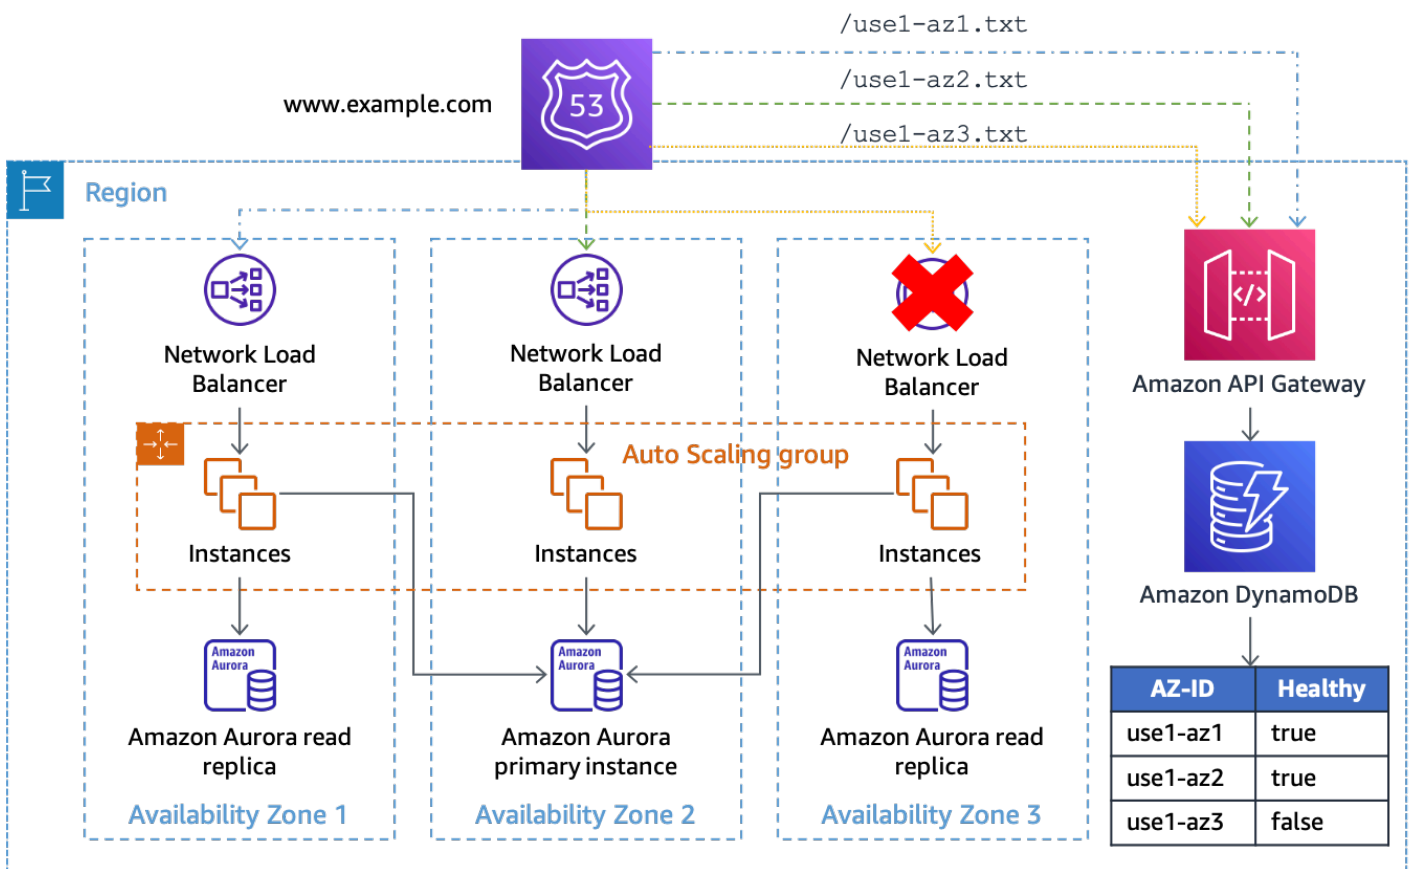 /use1-az1.txt
/use1-az2.txt
/use1-az3.txt
www.example.com
53
Region
Network Load
Balancer
Network Load
Balancer
Network Load
Balancer
Auto Scaling group
Instances
Instances
Instances
Amazon
Aurora
Amazon Aurora read
replica
Amazon
Aurora
Amazon Aurora
primary instance
Amazon
Aurora
Amazon Aurora read
replica
Availability Zone 1
Availability Zone 2
Availability Zone 3
</>
Amazon API Gateway
Amazon DynamoDB
AZ-ID Healthy
use1-az1 true
use1-az2 true
use1-az3 false